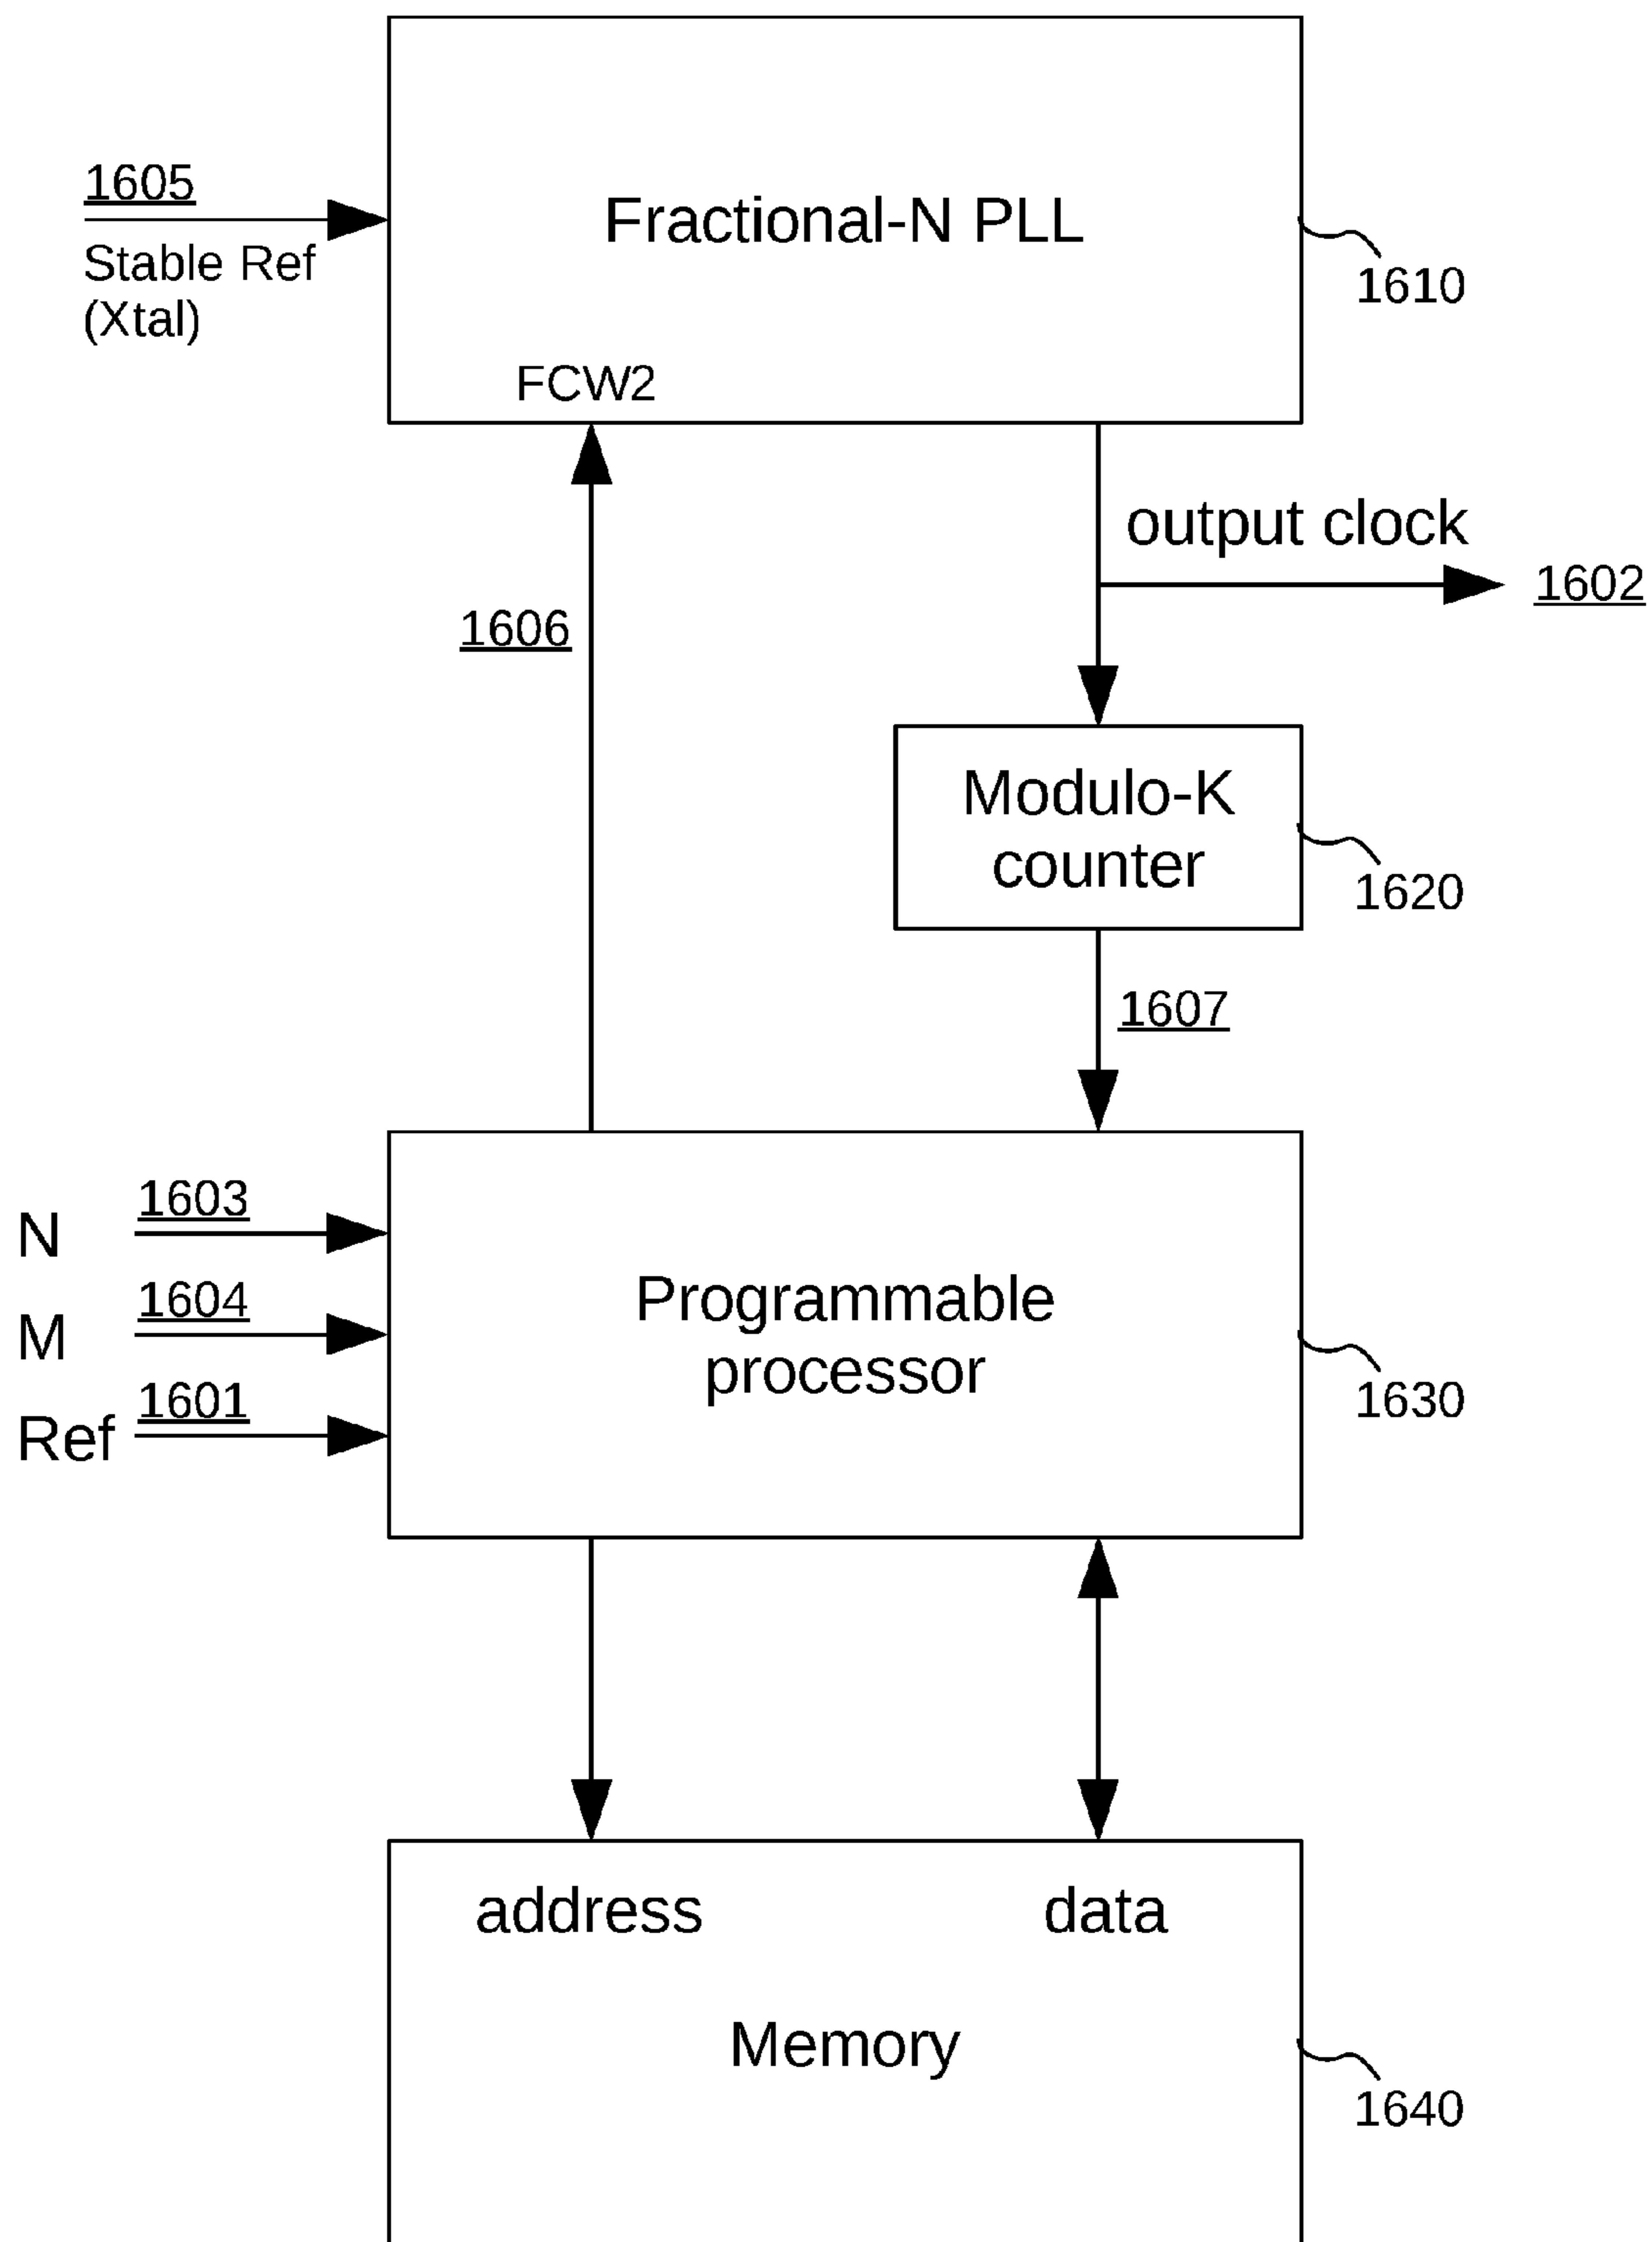 1605
Stable Ref
(Xtal)
Fractional-N PLL
1610
FCW2
output clock
1602
1606
Modulo-K
counter
1620
1607
N
1603
M
1604
Ref
1601
Programmable
processor
1630
address
data
Memory
1640